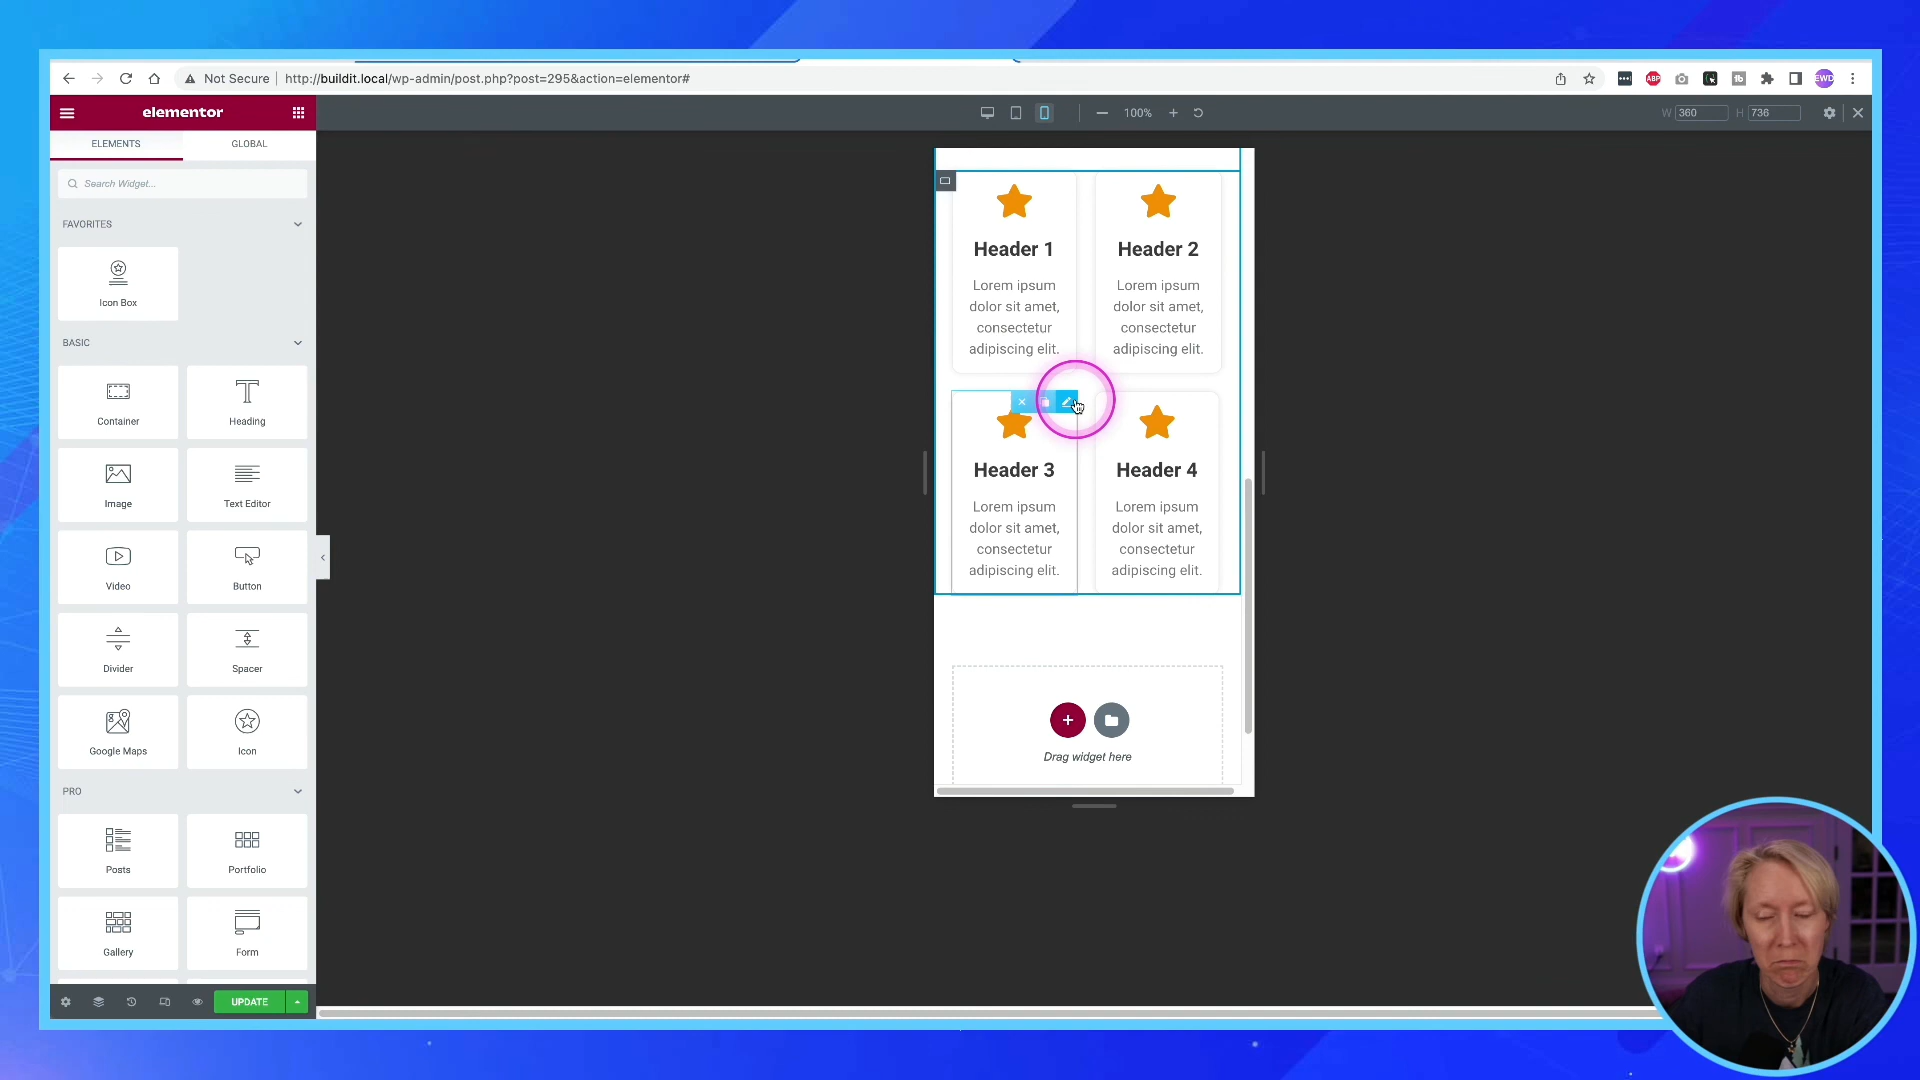 Not Secure
http://buildit.local/wp-admin/post.php?post=295&action=elementor#
ABP
tb
EWD
elementor
100%
W 360
H 736
ELEMENTS
GLOBAL
Search Widget...
FAVORITES
Icon Box
BASIC
Container
Heading
Image
Text Editor
Video
Button
Divider
Spacer
Google Maps
Icon
PRO
Posts
Portfolio
Gallery
Form
UPDATE
Header 1
Lorem ipsum
dolor sit amet,
consectetur
adipiscing elit.
Header 2
Lorem ipsum
dolor sit amet,
consectetur
adipiscing elit.
Header 3
Lorem ipsum
dolor sit amet,
consectetur
adipiscing elit.
Header 4
Lorem ipsum
dolor sit amet,
consectetur
adipiscing elit.
Drag widget here